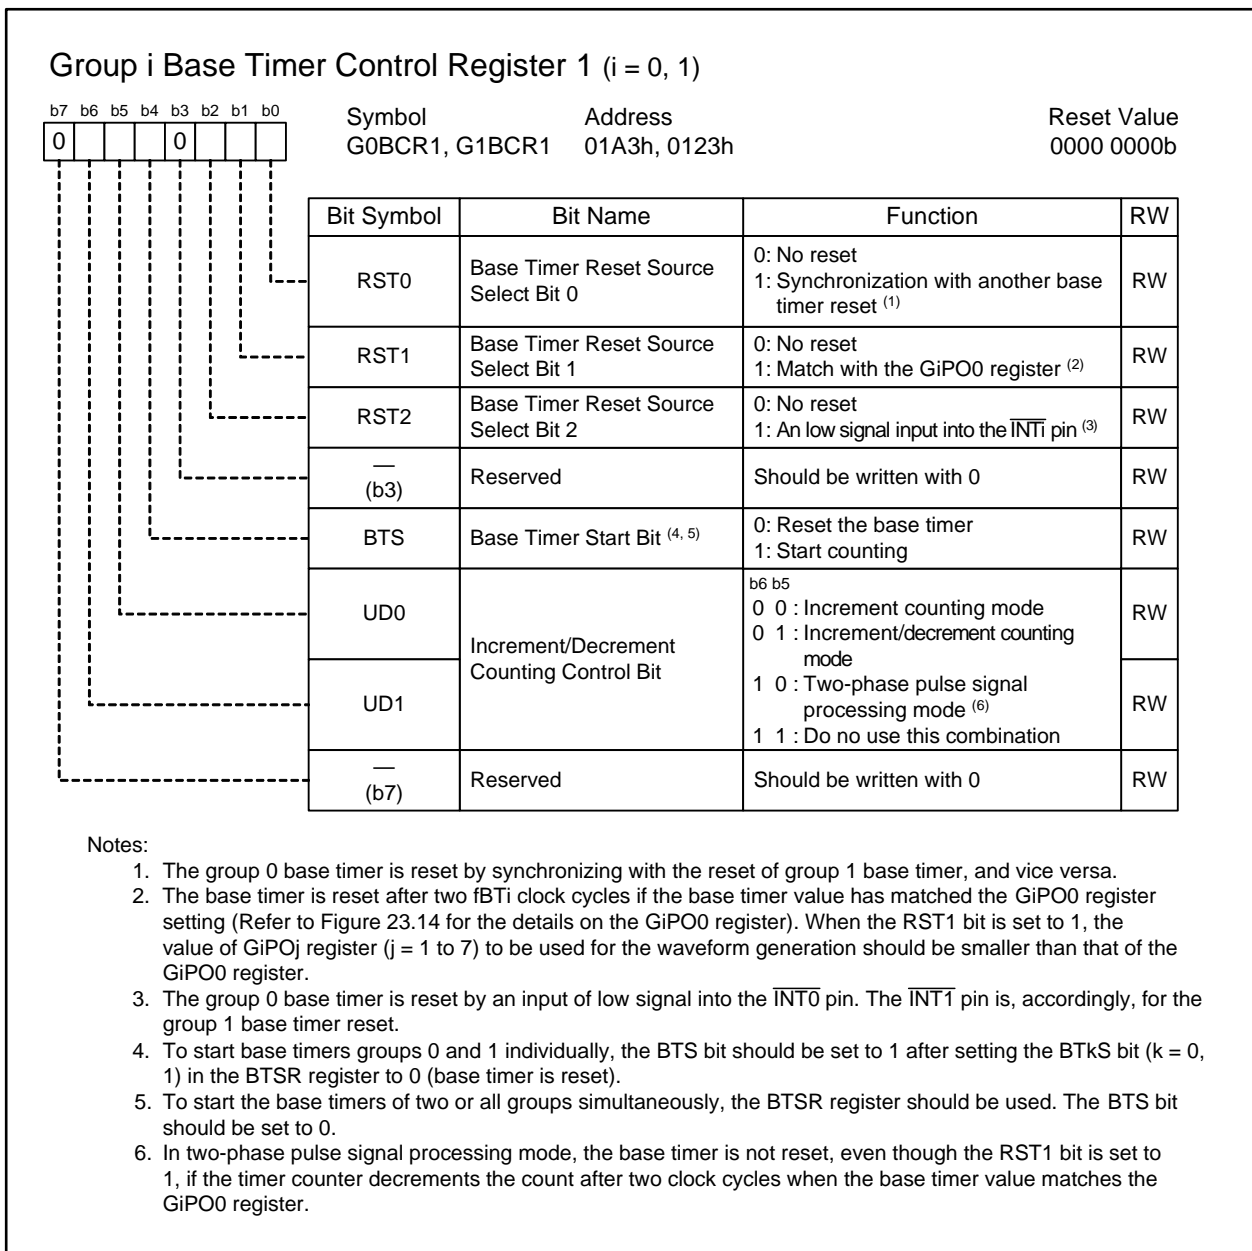 Group i Base Timer Control Register 1 (i = 0, 1)
b7 b6 b5 b4 b3 b2 b1 b0
0 0
Symbol Address Reset Value
G0BCR1, G1BCR1 01A3h, 0123h 0000 0000b
Bit Symbol Bit Name Function RW
RST0
Base Timer Reset Source
Select Bit 0
0: No reset
1: Synchronization with another base
timer reset (1)
RW
RST1
Base Timer Reset Source
Select Bit 1
0: No reset
1: Match with the GiPO0 register (2)
RW
RST2
Base Timer Reset Source
Select Bit 2
0: No reset
1: An low signal input into the INTi pin (3)
RW
—
(b3)
Reserved
Should be written with 0
RW
BTS
Base Timer Start Bit (4, 5)
0: Reset the base timer
1: Start counting
RW
UD0
UD1
Increment/Decrement
Counting Control Bit
b6 b5
0 0 : Increment counting mode
0 1 : Increment/decrement counting
mode
1 0 : Two-phase pulse signal
processing mode (6)
1 1 : Do no use this combination
RW
RW
—
(b7)
Reserved
Should be written with 0
RW
Notes:
1. The group 0 base timer is reset by synchronizing with the reset of group 1 base timer, and vice versa.
2. The base timer is reset after two fBTi clock cycles if the base timer value has matched the GiPO0 register
setting (Refer to Figure 23.14 for the details on the GiPO0 register). When the RST1 bit is set to 1, the
value of GiPOj register (j = 1 to 7) to be used for the waveform generation should be smaller than that of the
GiPO0 register.
3. The group 0 base timer is reset by an input of low signal into the INT0 pin. The INT1 pin is, accordingly, for the
group 1 base timer reset.
4. To start base timers groups 0 and 1 individually, the BTS bit should be set to 1 after setting the BTkS bit (k = 0,
1) in the BTSR register to 0 (base timer is reset).
5. To start the base timers of two or all groups simultaneously, the BTSR register should be used. The BTS bit
should be set to 0.
6. In two-phase pulse signal processing mode, the base timer is not reset, even though the RST1 bit is set to
1, if the timer counter decrements the count after two clock cycles when the base timer value matches the
GiPO0 register.